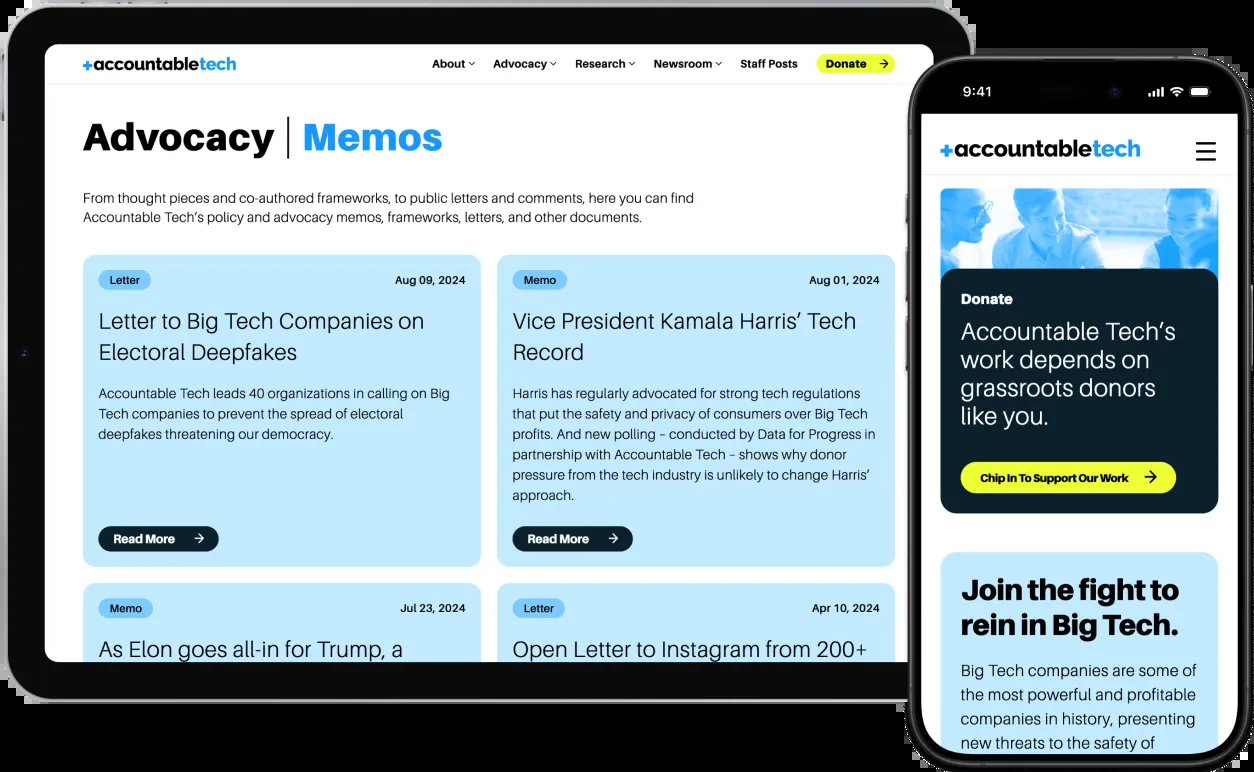 +accountabletech
About
Advocacy
Research
Newsroom
Staff Posts
Donate
Advocacy | Memos
From thought pieces and co-authored frameworks, to public letters and comments, here you can find
Accountable Tech’s policy and advocacy memos, frameworks, letters, and other documents.
Letter
Aug 09, 2024
Letter to Big Tech Companies on
Electoral Deepfakes
Accountable Tech leads 40 organizations in calling on Big
Tech companies to prevent the spread of electoral
deepfakes threatening our democracy.
Read More
Memo
Aug 01, 2024
Vice President Kamala Harris’ Tech
Record
Harris has regularly advocated for strong tech regulations
that put the safety and privacy of consumers over Big Tech
profits. And new polling – conducted by Data for Progress in
partnership with Accountable Tech – shows why donor
pressure from the tech industry is unlikely to change Harris’
approach.
Read More
Memo
Jul 23, 2024
As Elon goes all-in for Trump, a
Letter
Apr 10, 2024
Open Letter to Instagram from 200+
9:41
+accountabletech
Donate
Accountable Tech’s
work depends on
grassroots donors
like you.
Chip In To Support Our Work
Join the fight to
rein in Big Tech.
Big Tech companies are some of
the most powerful and profitable
companies in history, presenting
new threats to the safety of